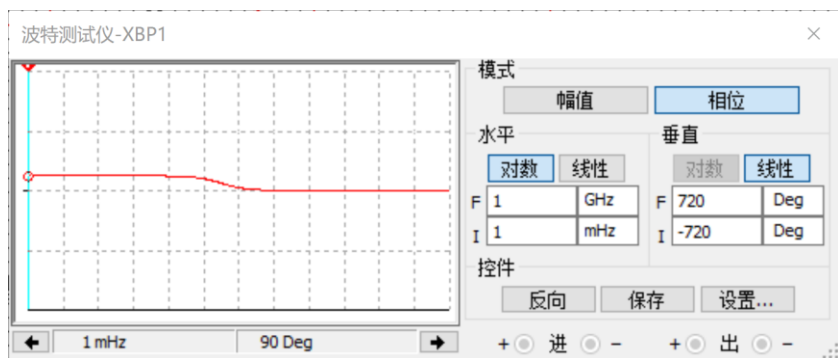 波特测试仪-XBP1
模式
幅值 相位
水平 垂直
对数 线性 对数 线性
F 1 GHz F 720 Deg
I 1 mHz I -720 Deg
控件
反向 保存 设置...
1 mHz 90 Deg + 进 - + 出 -